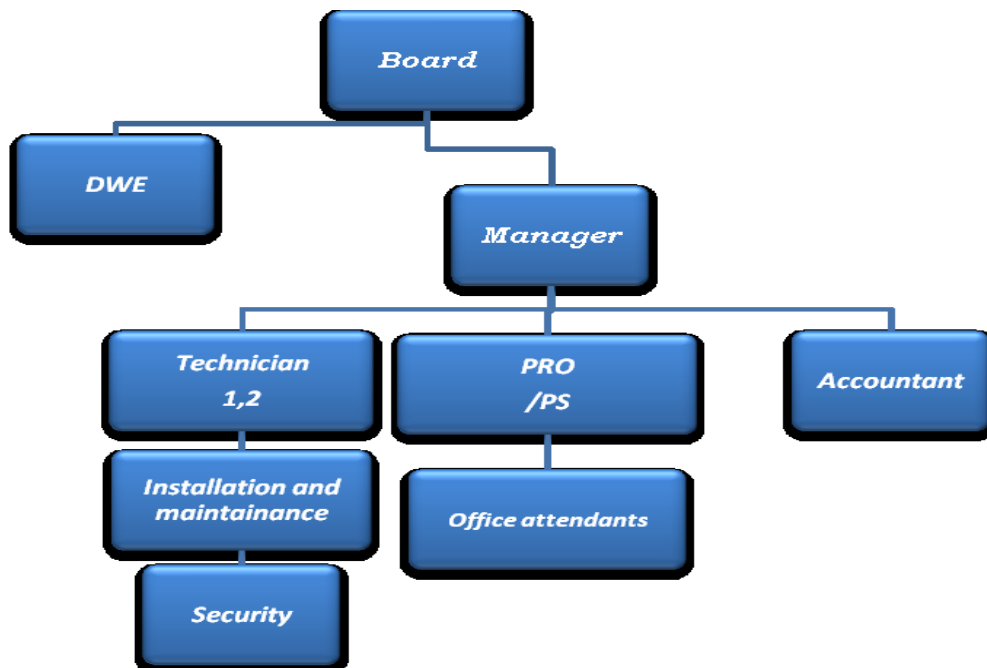 Board
DWE
Manager
Technician
1,2
PRO
/PS
Accountant
Installation and
maintainance
Office attendants
Security